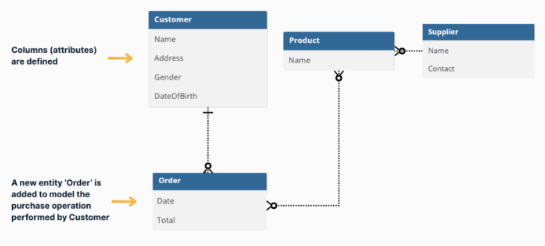 Customer
Name
Address
Gender
DateOfBirth
Columns (attributes)
are defined
Product
Name
Supplier
Name
Contact
A new entity 'Order' is
added to model the
purchase operation
performed by Customer
Order
Date
Total